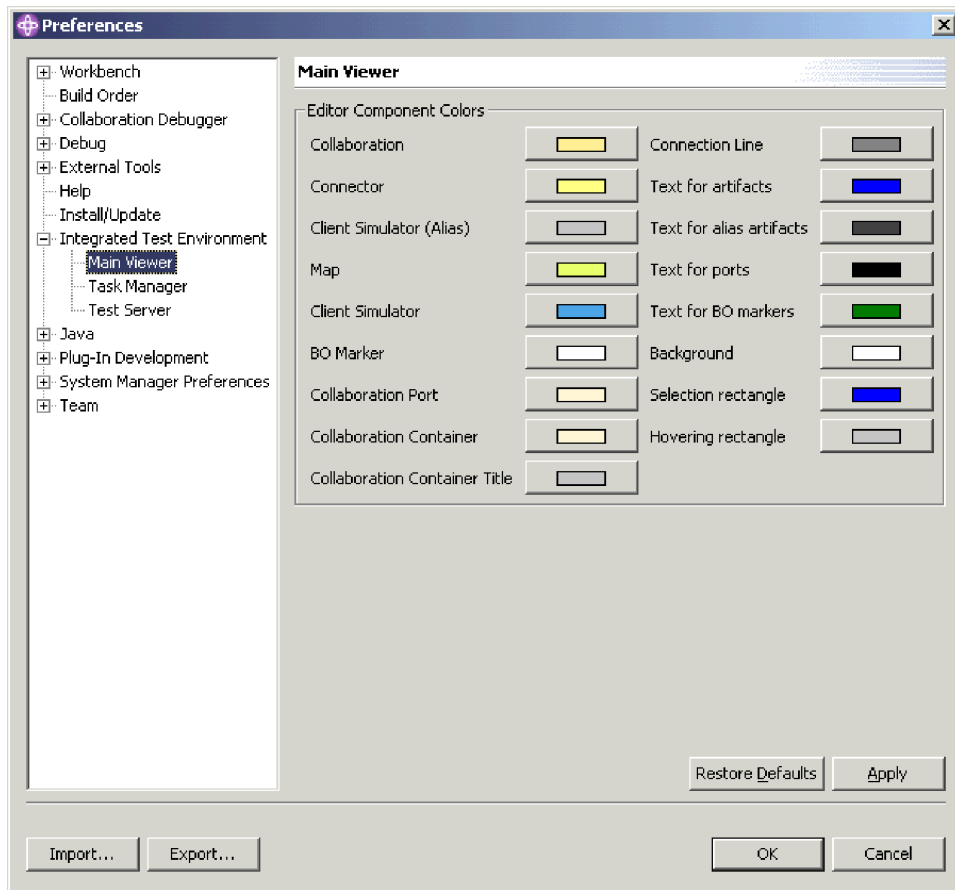 Preferences
Workbench
Build Order
Collaboration Debugger
Debug
External Tools
Help
Install/Update
Integrated Test Environment
Main Viewer
Task Manager
Test Server
Java
Plug-In Development
System Manager Preferences
Team
Main Viewer
Editor Component Colors
Collaboration
Connector
Client Simulator (Alias)
Map
Client Simulator
BO Marker
Collaboration Port
Collaboration Container
Collaboration Container Title
Connection Line
Text for artifacts
Text for alias artifacts
Text for ports
Text for BO markers
Background
Selection rectangle
Hovering rectangle
Restore Defaults
Apply
Import...
Export...
OK
Cancel